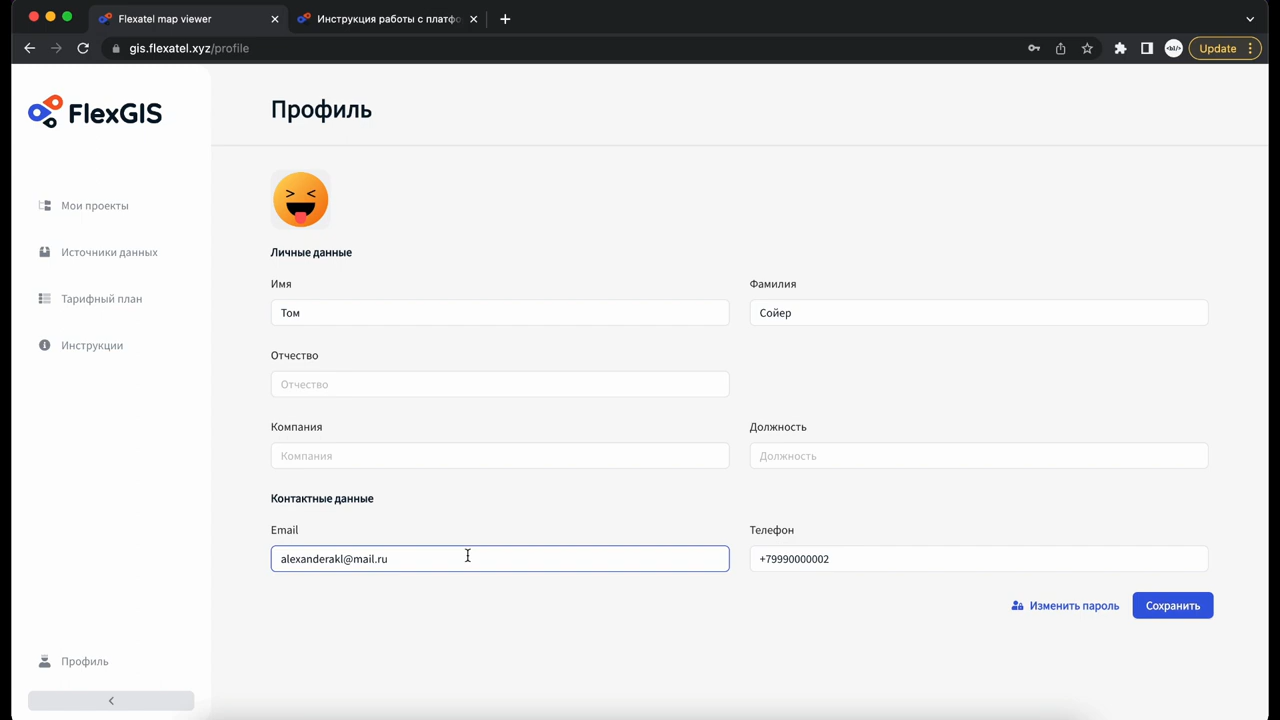 Flexatel map viewer
Инструкция работы с платфо
gis.flexatel.xyz/profile
Update
FlexGIS
Профиль
Мои проекты
Источники данных
Тарифный план
Инструкции
Личные данные
Имя
Фамилия
Том
Сойер
Отчество
Отчество
Компания
Должность
Компания
Должность
Контактные данные
Email
Телефон
alexanderakl@mail.ru
+79990000002
Изменить пароль
Сохранить
Профиль